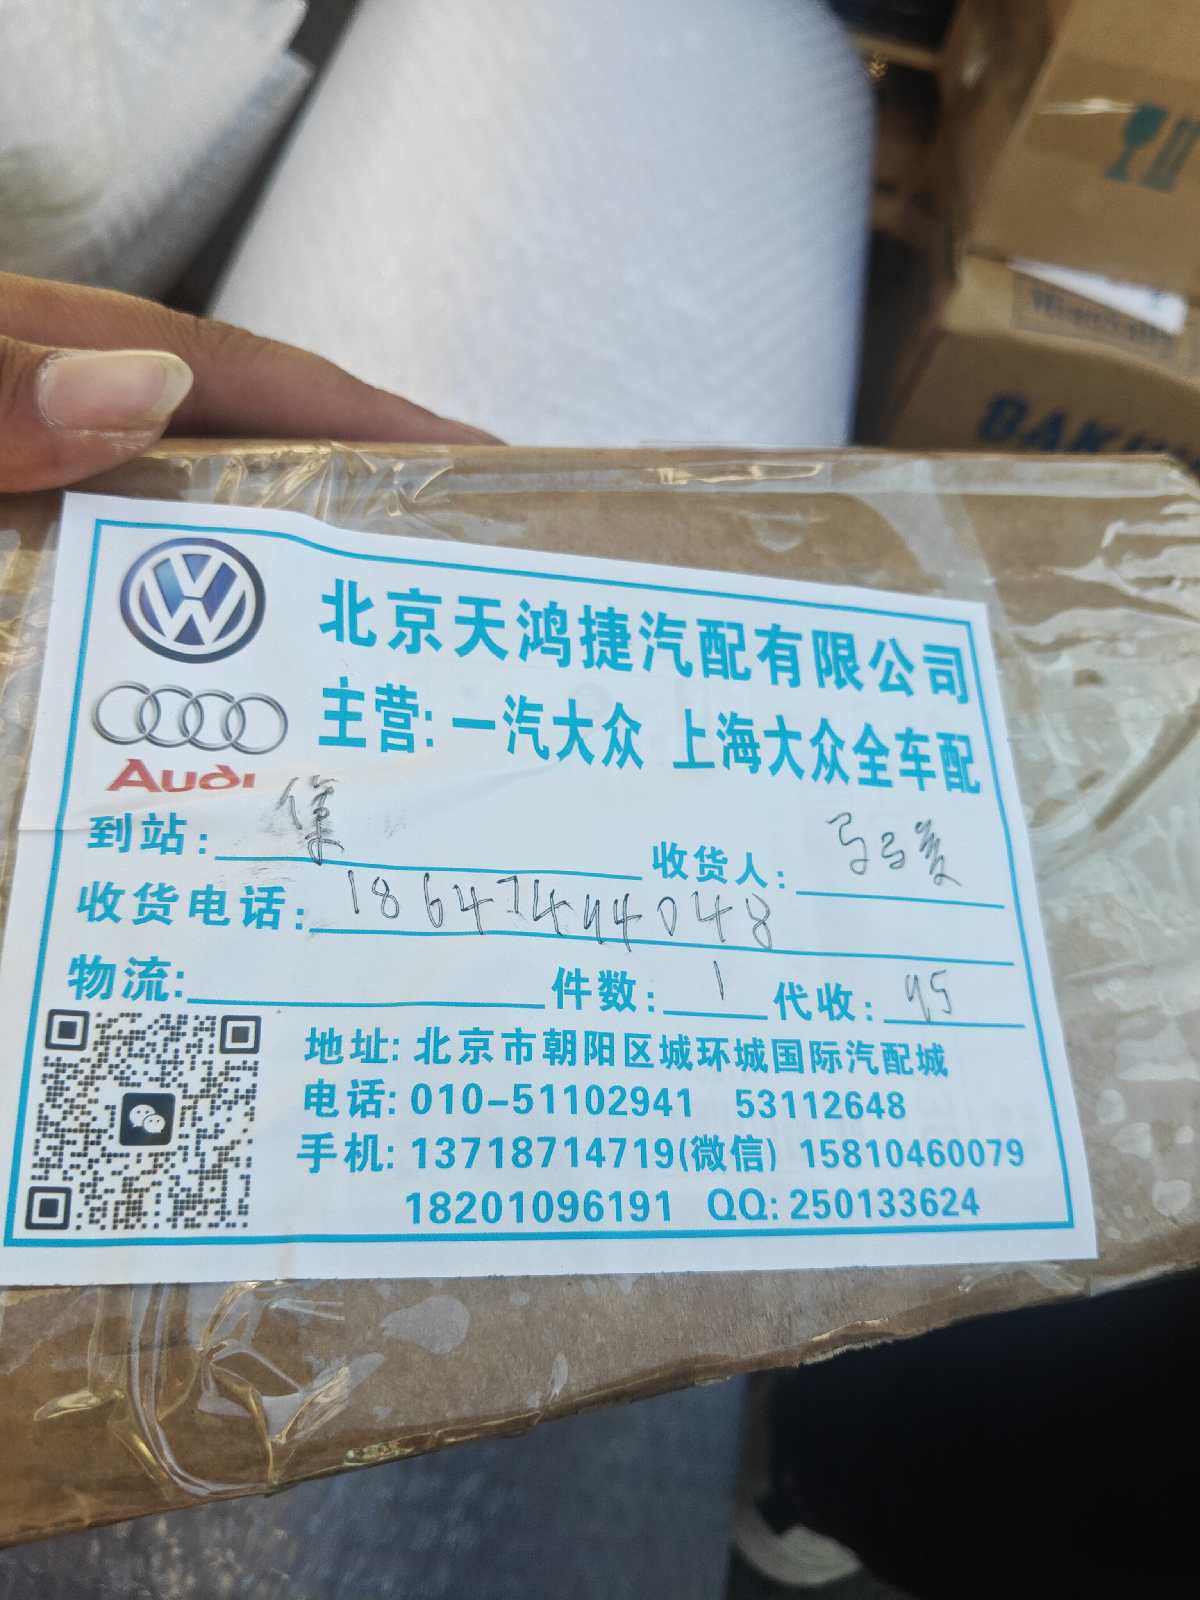 BAK
北京天鸿捷汽配有限公司
主营: 一汽大众 上海大众全车配
Audi
到站: 集 收货人:
收货电话: 18647444048
物流: 件数: 1 代收: 95
地址: 北京市朝阳区城环城国际汽配城
电话: 010-51102941 53112648
手机: 13718714719(微信) 15810460079
18201096191 QQ: 250133624